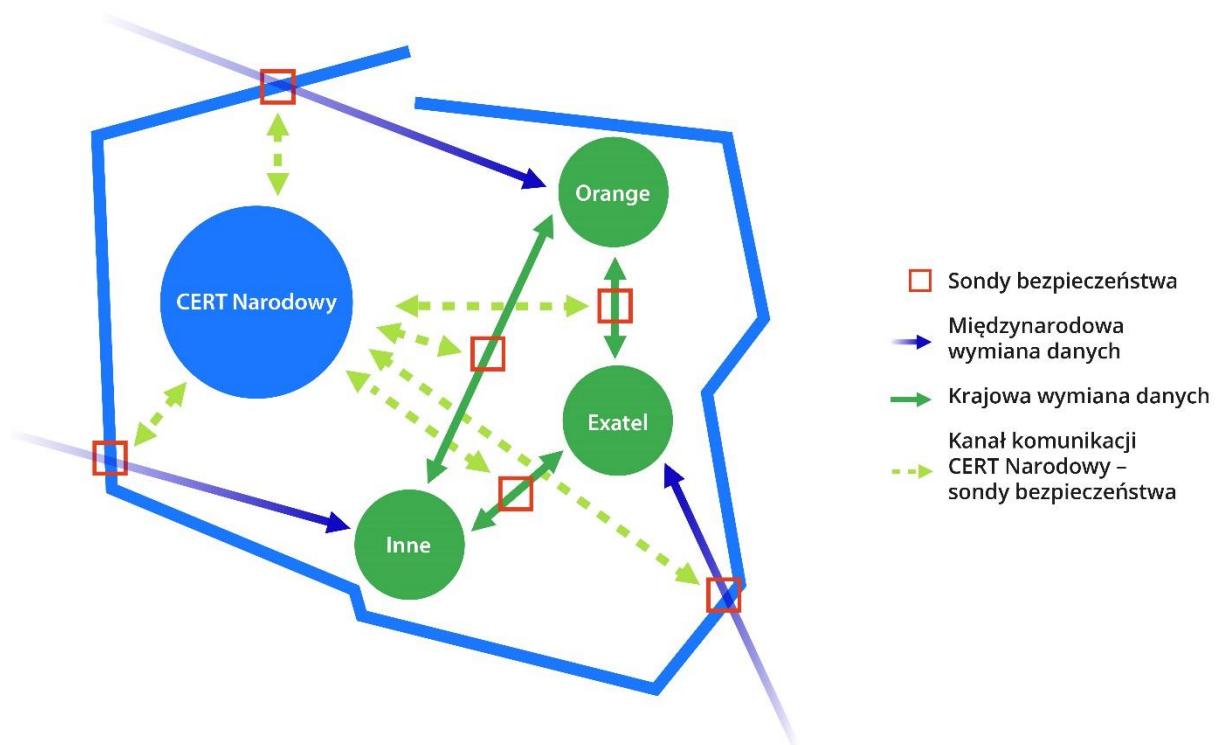 Orange
CERT Narodowy
Exatel
Inne
Sondy bezpieczeństwa
Międzynarodowa
wymiana danych
Krajowa wymiana danych
Kanał komunikacji
CERT Narodowy –
sondy bezpieczeństwa